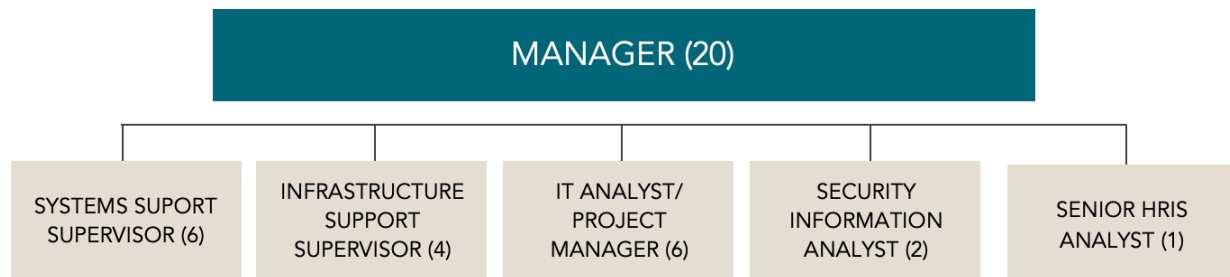 MANAGER (20)
SYSTEMS SUPORT
SUPERVISOR (6)
INFRASTRUCTURE
SUPPORT
SUPERVISOR (4)
IT ANALYST/
PROJECT
MANAGER (6)
SECURITY
INFORMATION
ANALYST (2)
SENIOR HRIS
ANALYST (1)